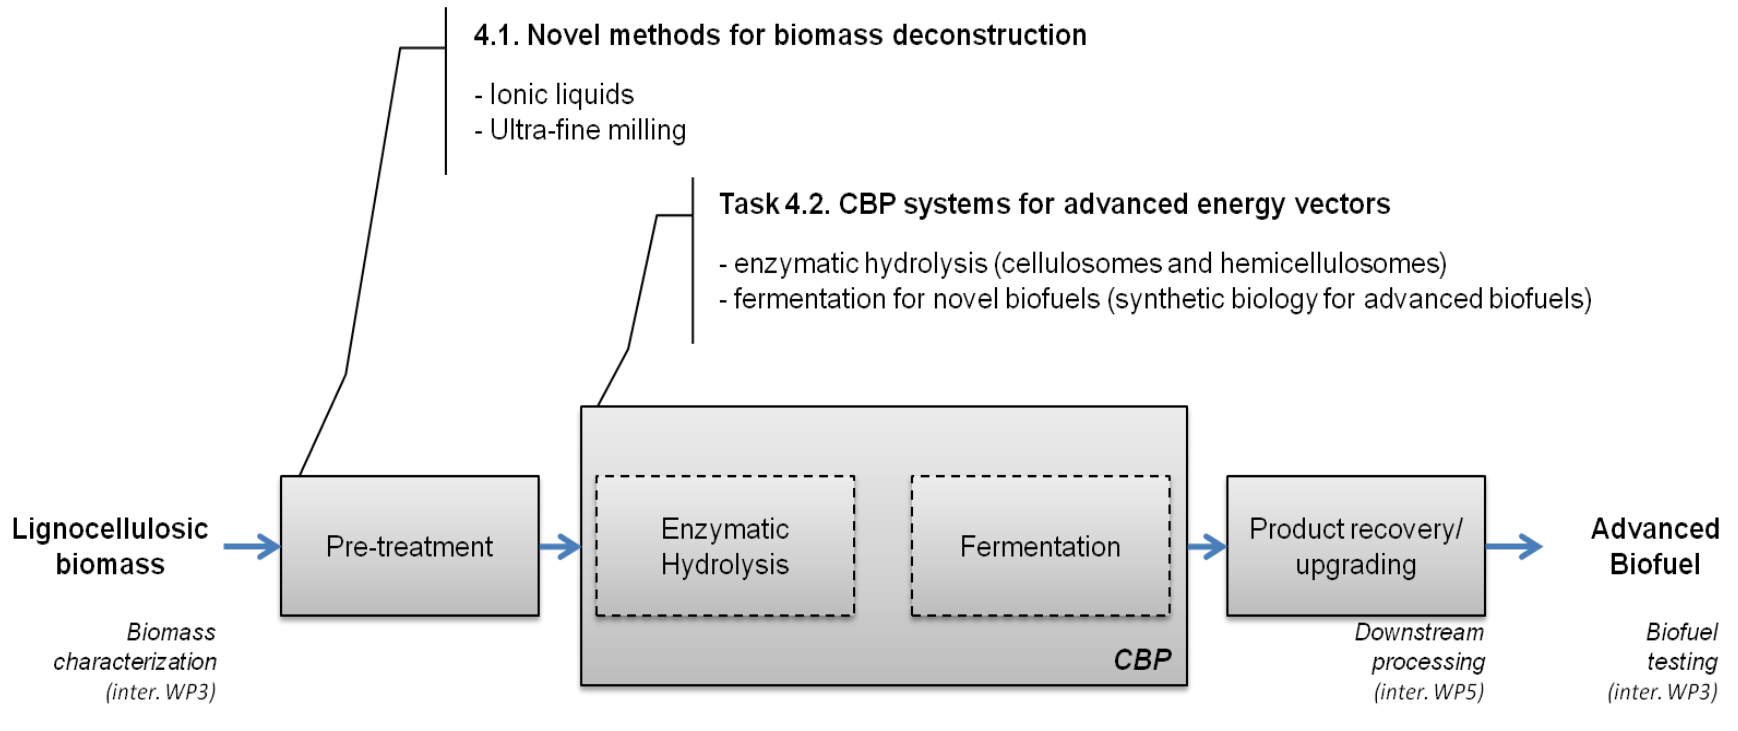 4.1. Novel methods for biomass deconstruction
- Ionic liquids
- Ultra-fine milling
Task 4.2. CBP systems for advanced energy vectors
- enzymatic hydrolysis (cellulosomes and hemicellulosomes)
- fermentation for novel biofuels (synthetic biology for advanced biofuels)
Lignocellulosic
biomass
Pre-treatment
Enzymatic
Hydrolysis
Fermentation
CBP
Product recovery/
upgrading
Advanced
Biofuel
Biomass
characterization
(inter. WP3)
Downstream
processing
(inter. WP5)
Biofuel
testing
(inter. WP3)